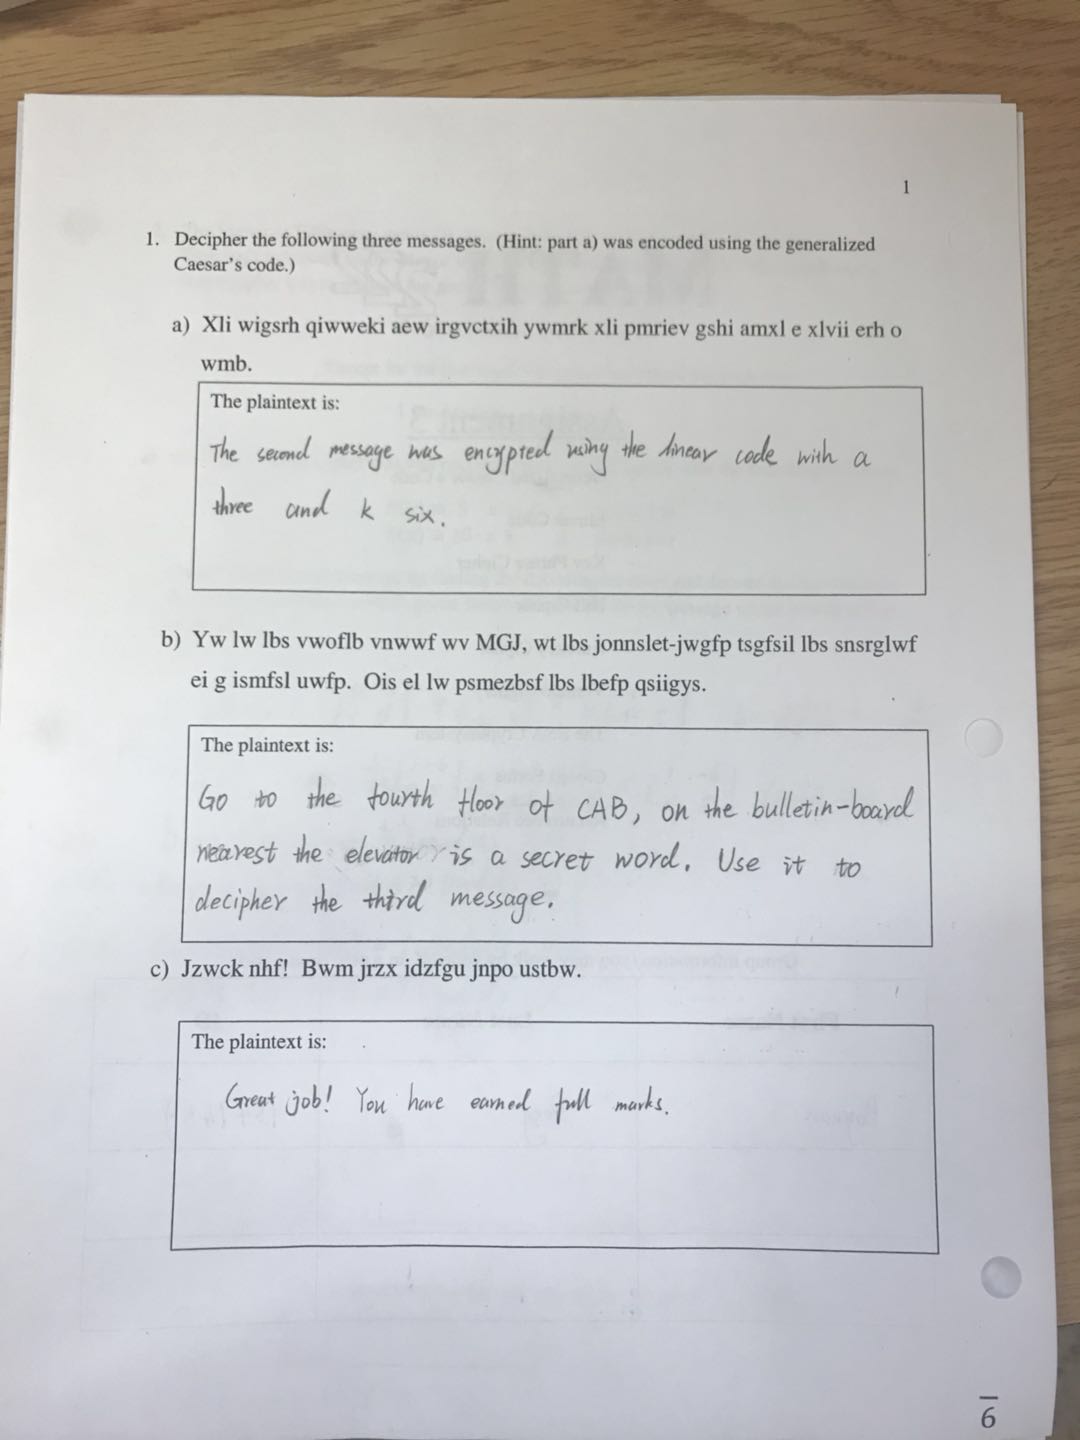 1
1. Decipher the following three messages. (Hint: part a) was encoded using the generalized
Caesar's code.)
a) Xli wigsrh qiwweki aew irgvctxih ywmrk xli pmriev gshi amxl e xlvii erh o
wmb.
The plaintext is:
The second message was encrypted using the linear code with a
three and k six.
b) Yw lw lbs vwoflb vnwwf wv MGJ, wt lbs jonnslet-jwgfp tsgfsil lbs snsrglwf
ei g ismfsl uwfp. Ois el lw psmezbsf lbs lbefp qsiigys.
The plaintext is:
Go to the fourth floor of CAB, on the bulletin-board
nearest the elevator is a secret word. Use it to
decipher the third message.
c) Jzwck nhf! Bwm jrzx idzfgu jnpo ustbw.
The plaintext is:
Great job! You have earned full marks.
6